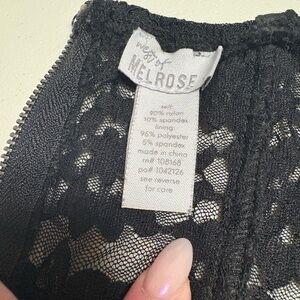 west of
MELROSE
self:
90% nylon
10% spandex
lining:
95% polyester
5% spandex
made in china
rn# 108168
po# 1042126
see reverse
for care